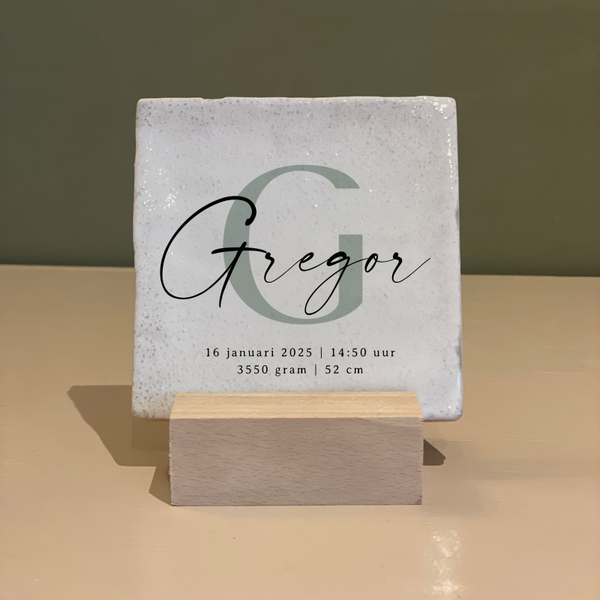 G
Gregor
16 januari 2025 | 14:50 uur
3550 gram | 52 cm